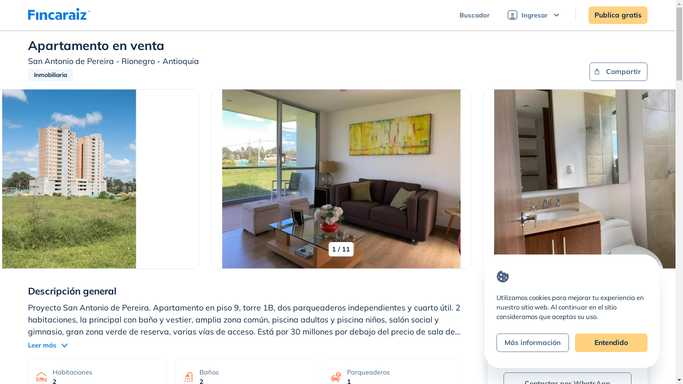 Fincaraiz
Buscador
Ingresar
Publica gratis
Apartamento en venta
San Antonio de Pereira - Rionegro - Antioquia
Inmobiliaria
Compartir
1 / 11
Descripción general
Proyecto San Antonio de Pereira. Apartamento en piso 9, torre 1B, dos parqueaderos independientes y cuarto útil. 2
habitaciones, la principal con baño y vestier, amplia zona común, piscina adultos y piscina niños, salón social y
gimnasio, gran zona verde de reserva, varias vías de acceso. Está por 30 millones por debajo del precio de sala de...
Leer más
Habitaciones
2
Baños
2
Parqueaderos
1
Utilizamos cookies para mejorar tu experiencia en
nuestro sitio web. Al continuar en el sitio
consideramos que aceptas su uso.
Más información
Entendido
Contactar por WhatsApp